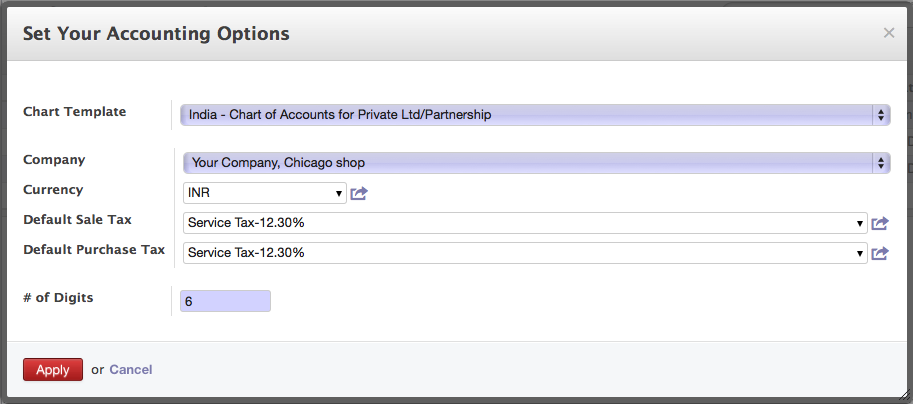 Set Your Accounting Options
×
Chart Template India - Chart of Accounts for Private Ltd/Partnership
Company Your Company, Chicago shop
Currency INR
Default Sale Tax Service Tax-12.30%
Default Purchase Tax Service Tax-12.30%
# of Digits 6
Apply or Cancel